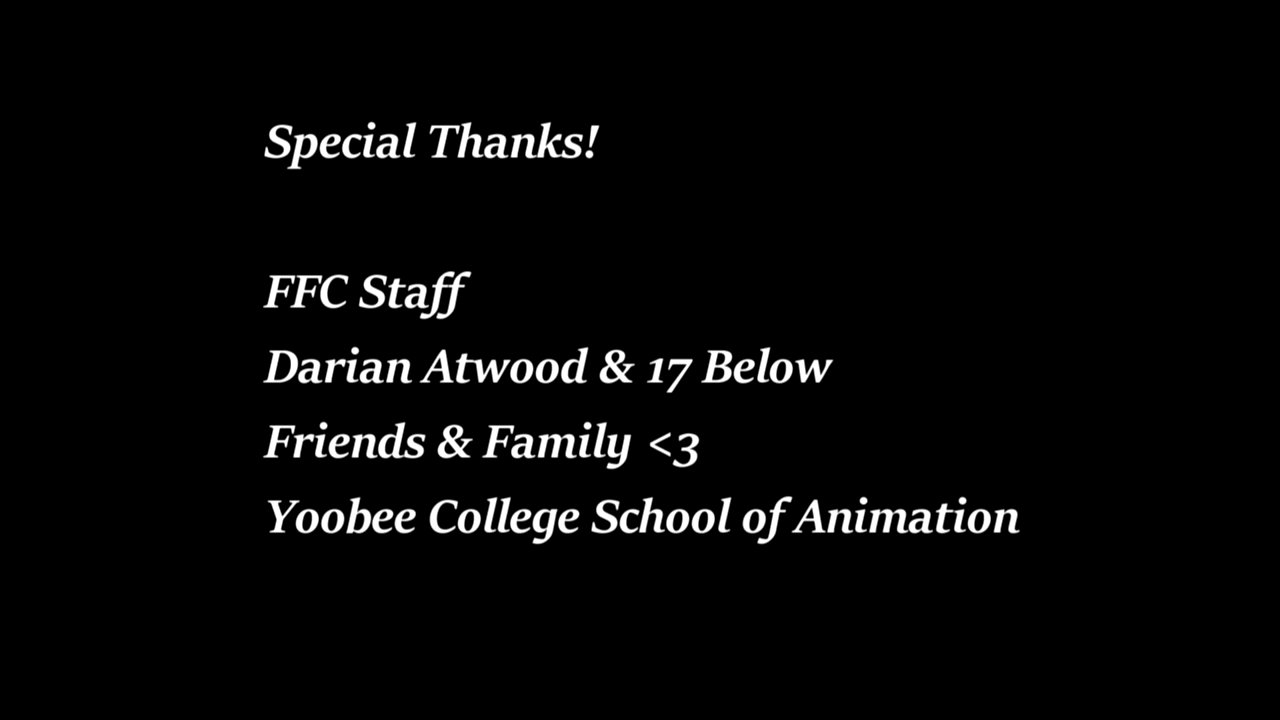 Special Thanks!
FFC Staff
Darian Atwood & 17 Below
Friends & Family <3
Yoobee College School of Animation